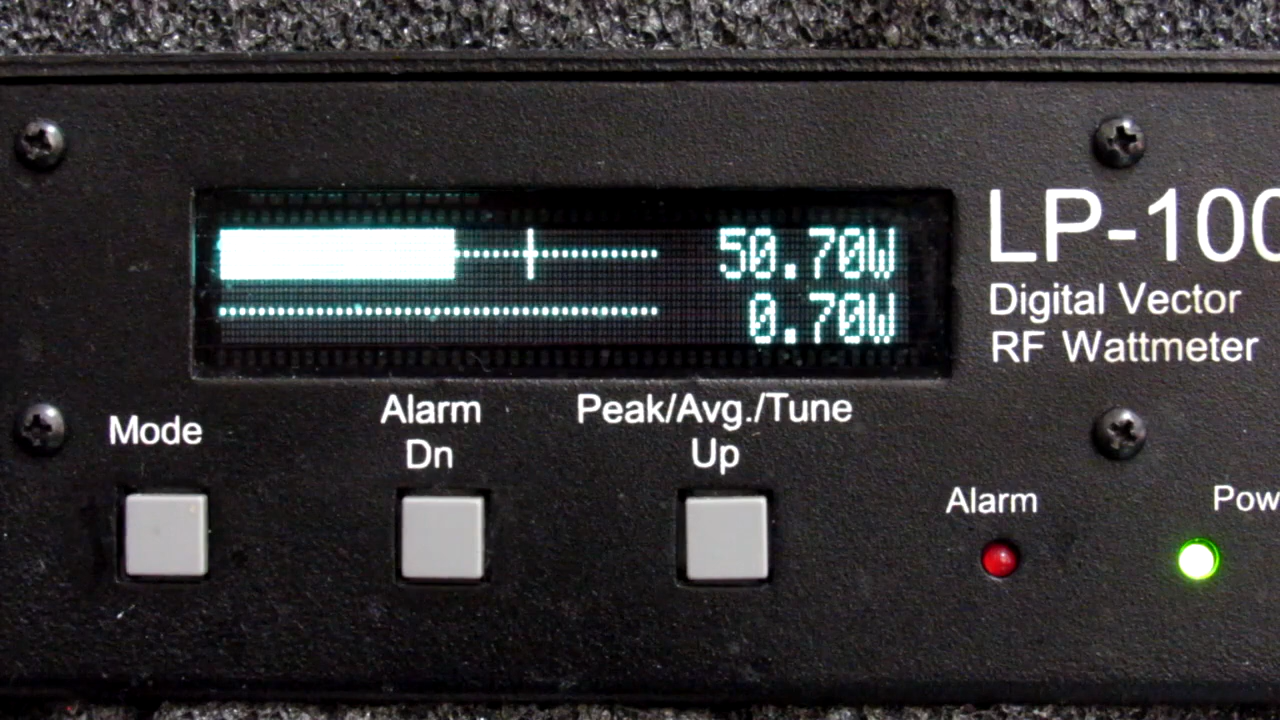 50.70W
0.70W
LP-100
Digital Vector
RF Wattmeter
Mode
Alarm
Dn
Peak/Avg./Tune
Up
Alarm
Pow